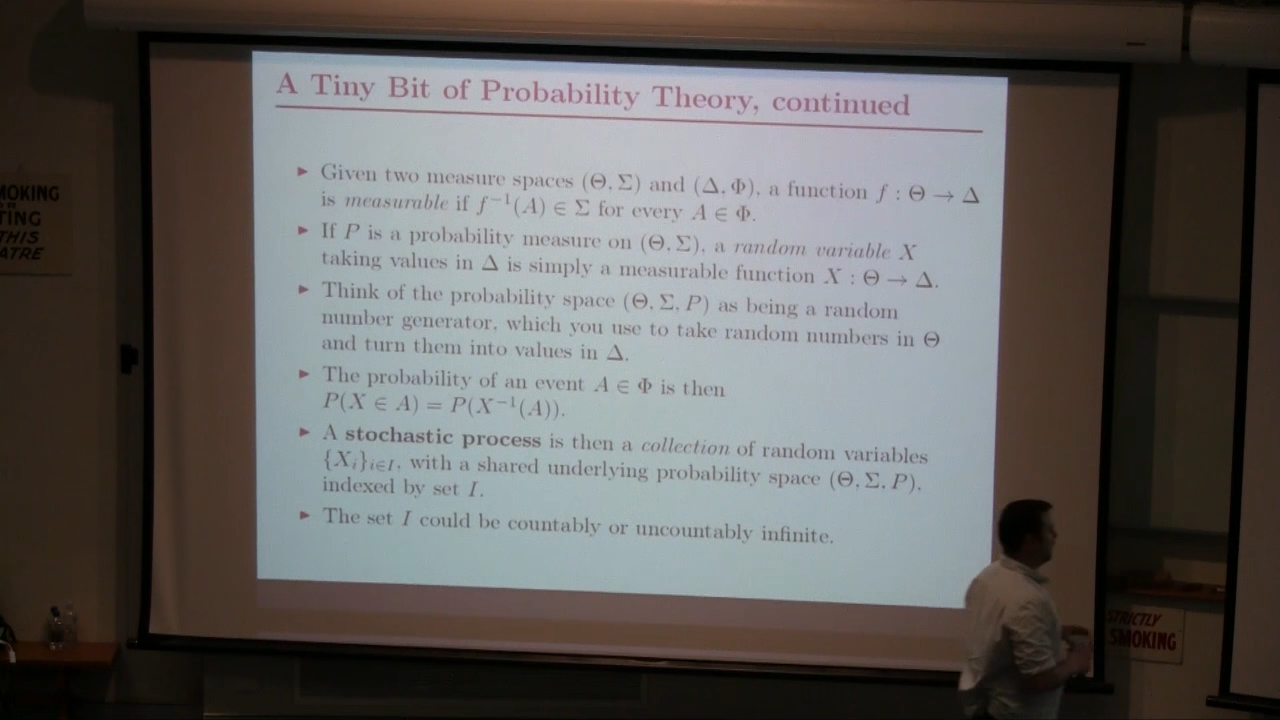 A Tiny Bit of Probability Theory, continued
► Given two measure spaces (Θ, Σ) and (Δ, Φ), a function f : Θ → Δ
is measurable if f⁻¹(A) ∈ Σ for every A ∈ Φ.
► If P is a probability measure on (Θ, Σ), a random variable X
taking values in Δ is simply a measurable function X : Θ → Δ.
► Think of the probability space (Θ, Σ, P) as being a random
number generator, which you use to take random numbers in Θ
and turn them into values in Δ.
► The probability of an event A ∈ Φ is then
P(X ∈ A) = P(X⁻¹(A)).
► A stochastic process is then a collection of random variables
{Xᵢ}ᵢ∈I, with a shared underlying probability space (Θ, Σ, P),
indexed by set I.
► The set I could be countably or uncountably infinite.
MOKING
OR
TING
THIS
ATRE
STRICTLY
SMOKING